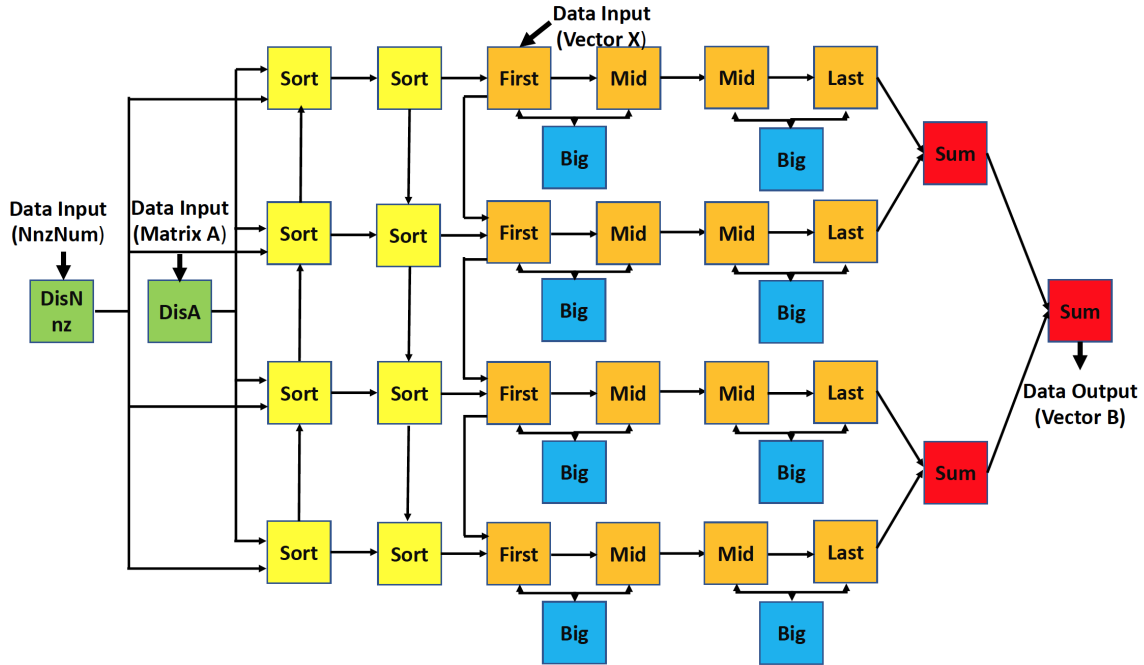 Data Input
(Vector X)
Sort
Sort
First
Mid
Mid
Last
Big
Big
Sum
Data Input
(NnzNum)
Data Input
(Matrix A)
Sort
Sort
First
Mid
Mid
Last
Big
Big
DisN
nz
DisA
Sum
Sort
Sort
First
Mid
Mid
Last
Data Output
(Vector B)
Big
Big
Sum
Sort
Sort
First
Mid
Mid
Last
Big
Big